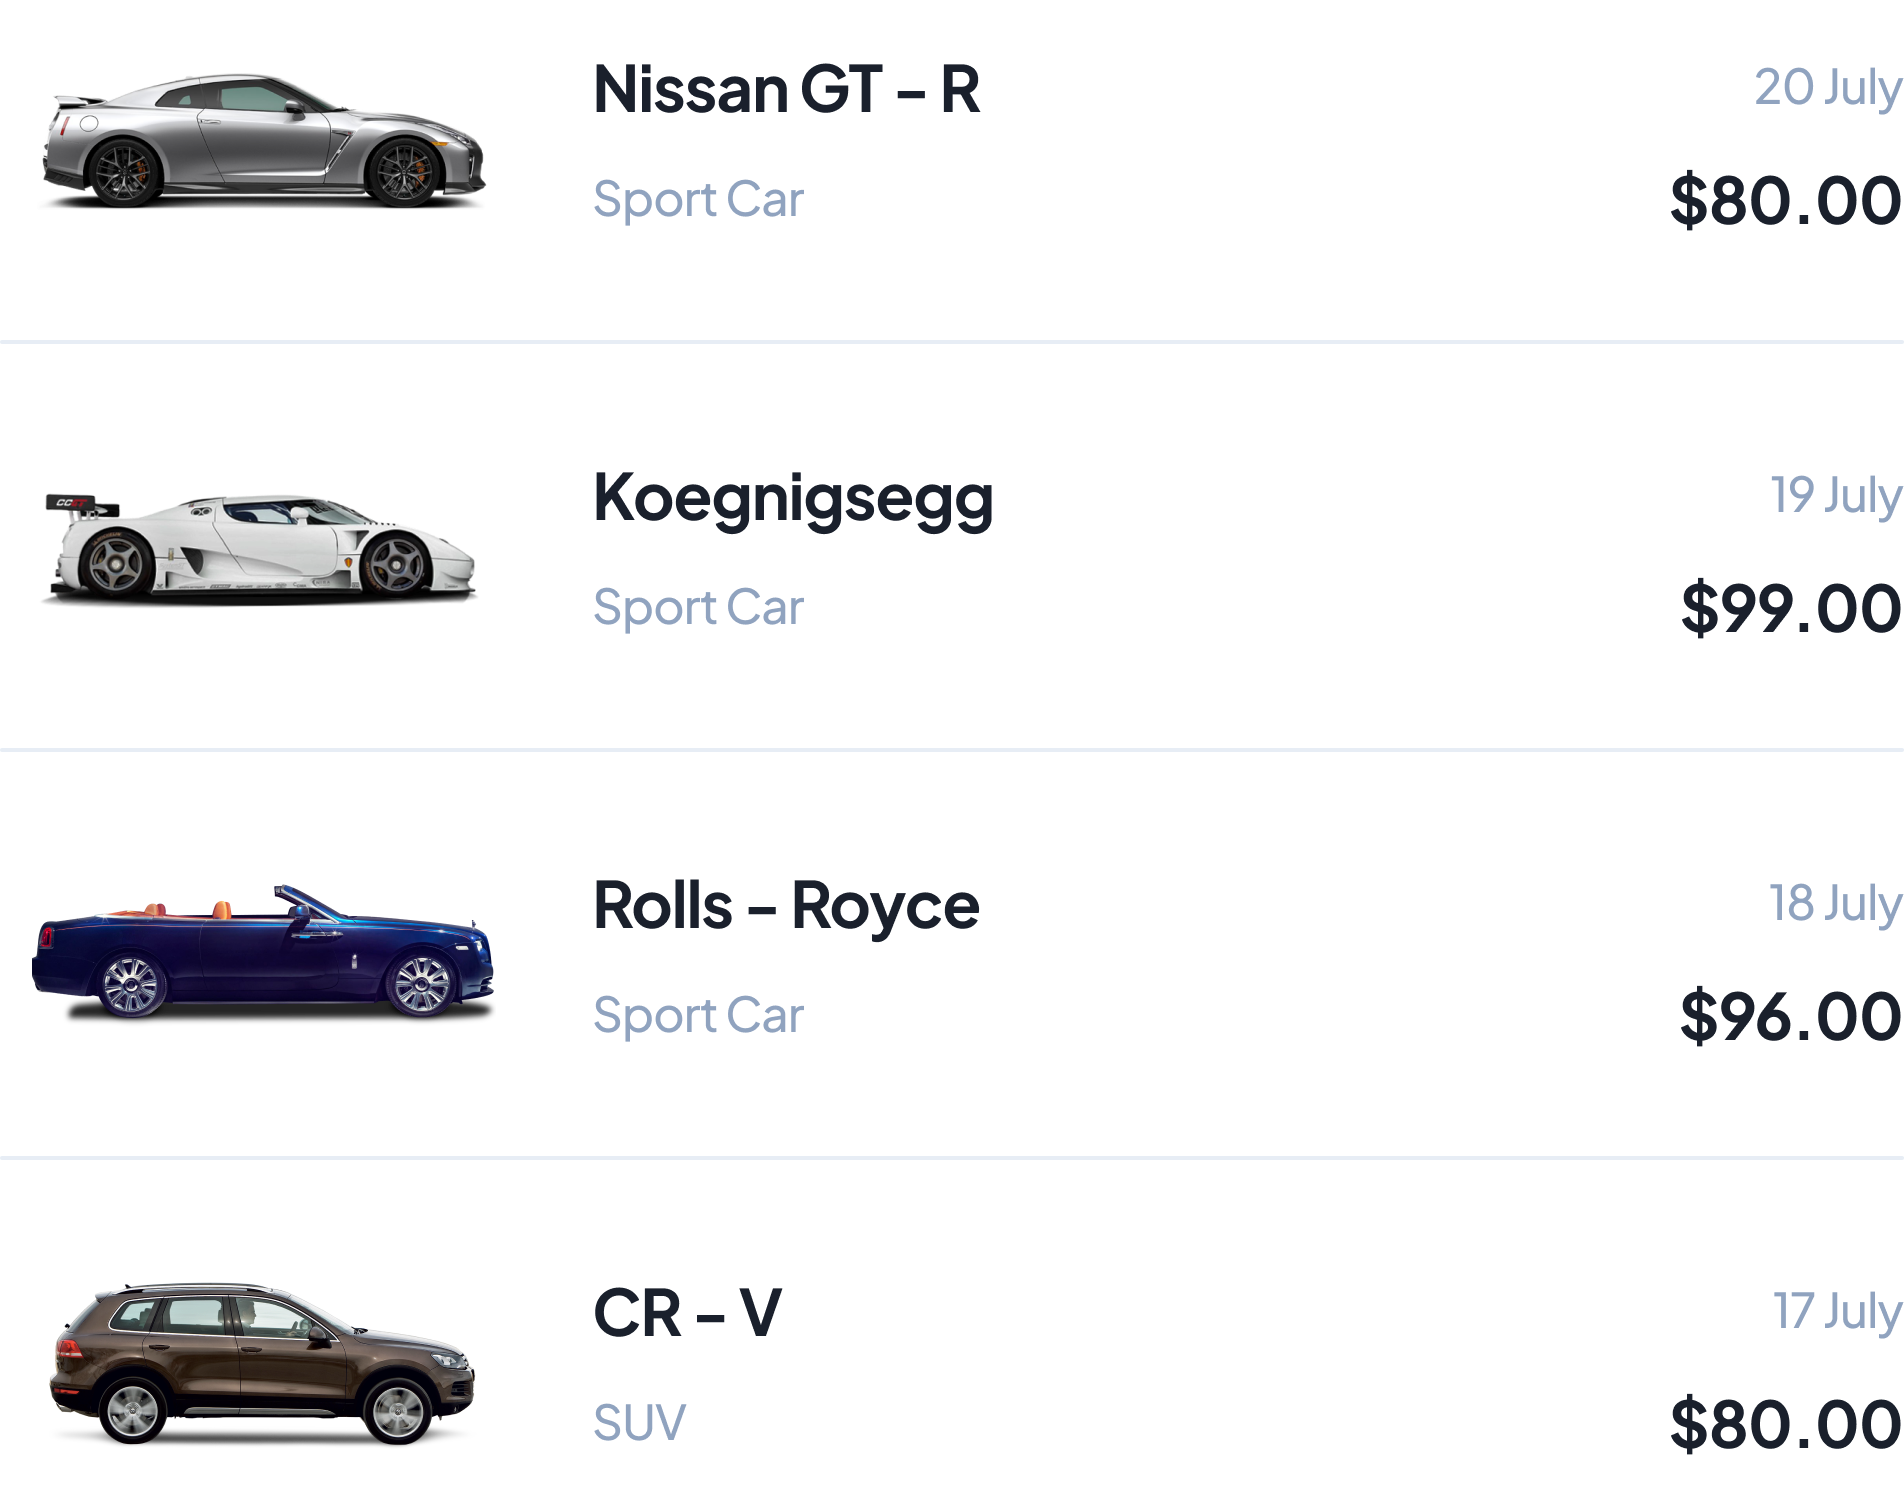 Nissan GT – R
20 July
Sport Car
$80.00
Koegnigsegg
19 July
Sport Car
$99.00
Rolls – Royce
18 July
Sport Car
$96.00
CR – V
17 July
SUV
$80.00